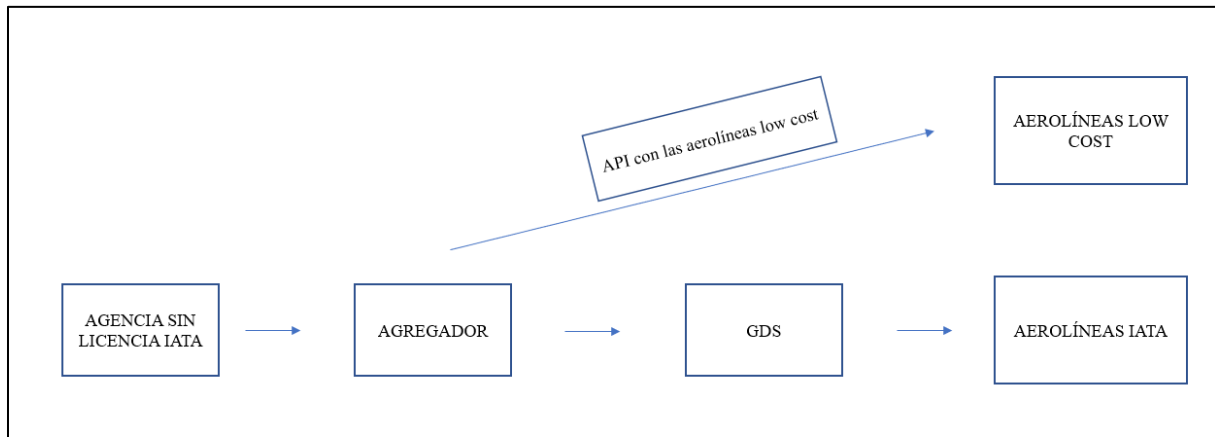 API con las aerolíneas low cost
AEROLÍNEAS LOW
COST
AGENCIA SIN
LICENCIA IATA
AGREGADOR
GDS
AEROLÍNEAS IATA